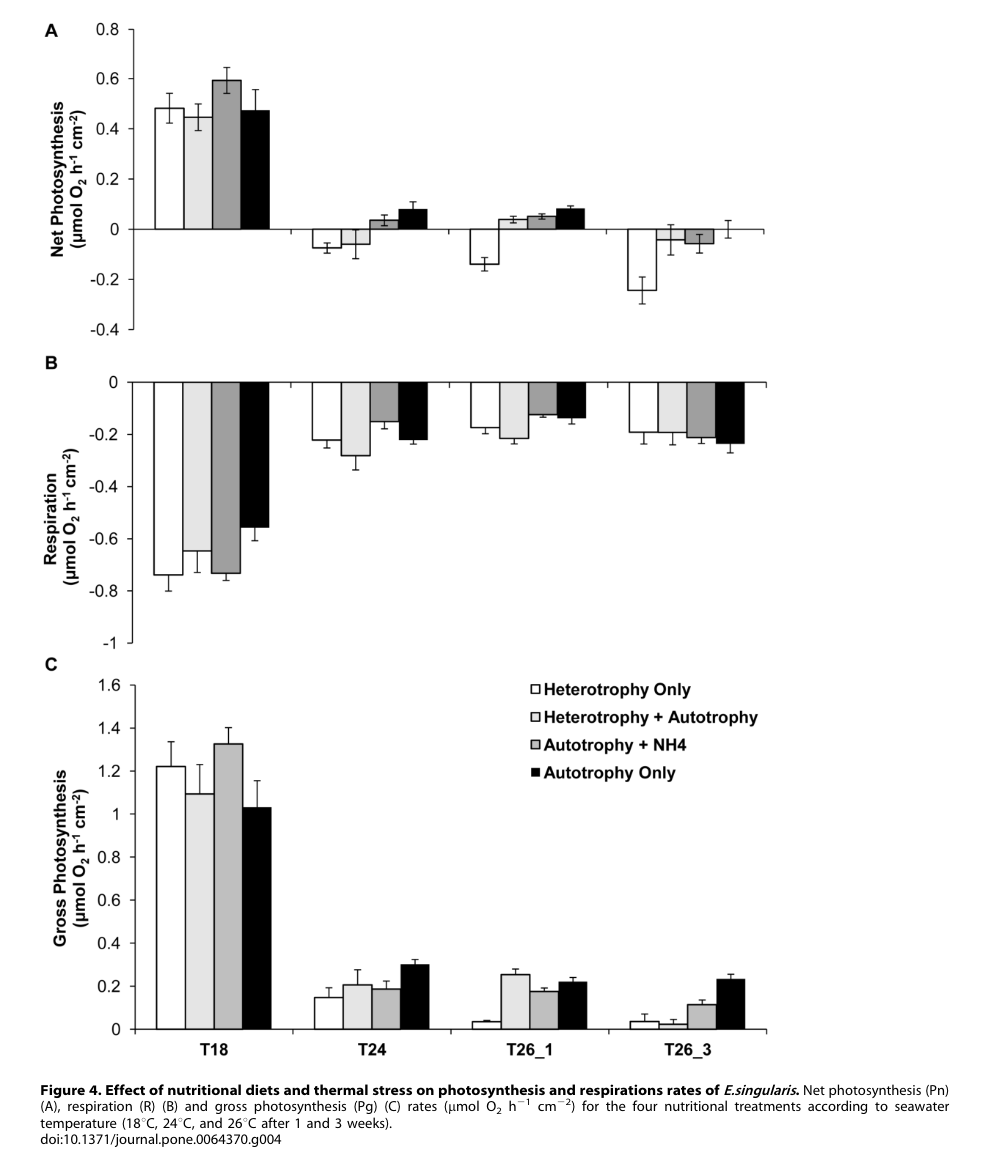 A
0.8
0.6
0.4
0.2
0
-0.2
-0.4
Net Photosynthesis
(µmol O₂ h⁻¹ cm⁻²)
B
0
-0.2
-0.4
-0.6
-0.8
-1
Respiration
(µmol O₂ h⁻¹ cm⁻²)
C
1.6
1.4
1.2
1
0.8
0.6
0.4
0.2
0
Gross Photosynthesis
(µmol O₂ h⁻¹ cm⁻²)
Heterotrophy Only
Heterotrophy + Autotrophy
Autotrophy + NH4
Autotrophy Only
T18 T24 T26_1 T26_3
Figure 4. Effect of nutritional diets and thermal stress on photosynthesis and respirations rates of E.singularis. Net photosynthesis (Pn)
(A), respiration (R) (B) and gross photosynthesis (Pg) (C) rates (µmol O₂ h⁻¹ cm⁻²) for the four nutritional treatments according to seawater
temperature (18°C, 24°C, and 26°C after 1 and 3 weeks).
doi:10.1371/journal.pone.0064370.g004